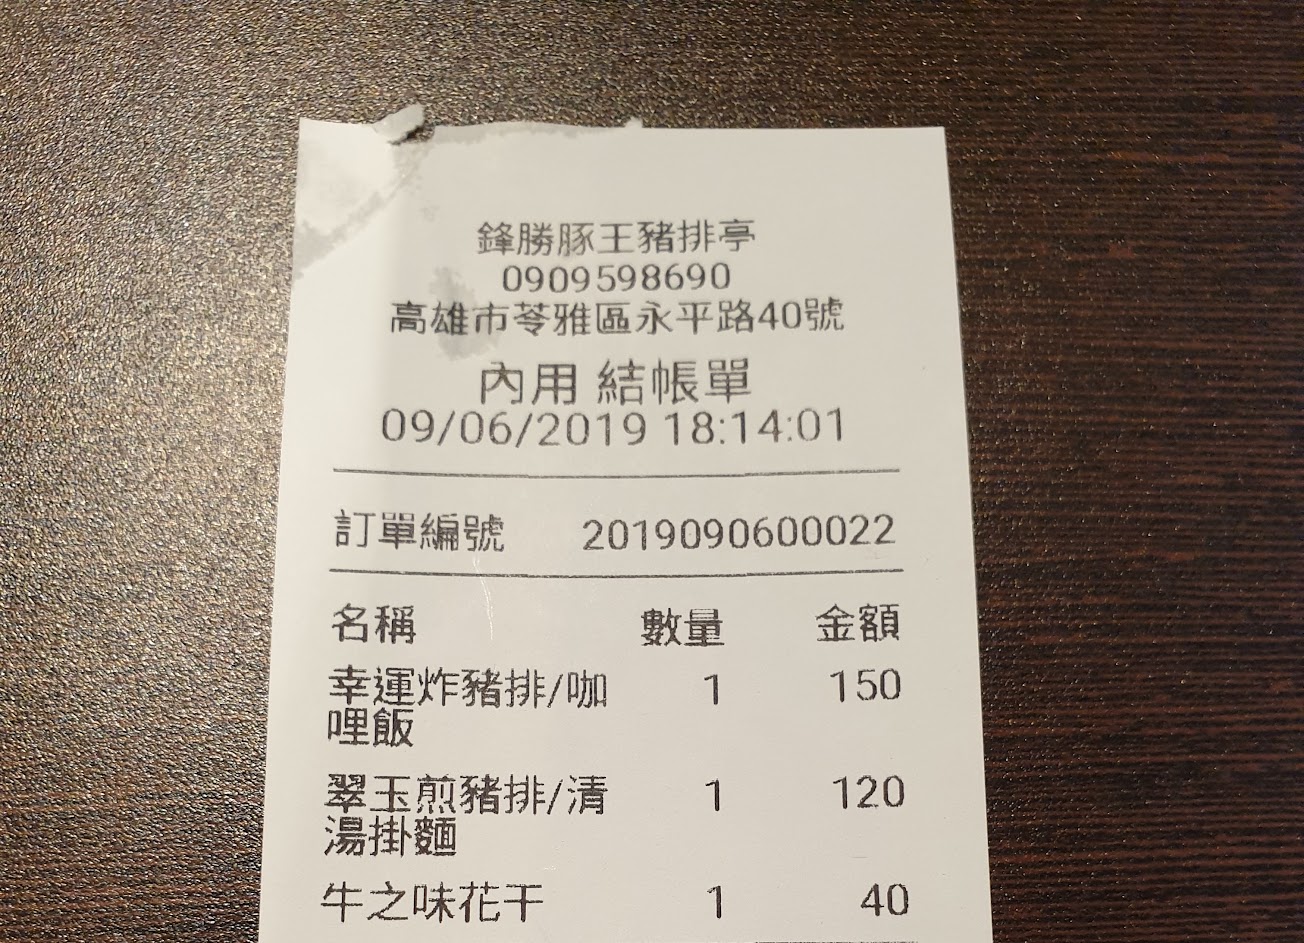 鋒勝豚王豬排亭
0909598690
高雄市苓雅區永平路40號
內用 結帳單
09/06/2019 18:14:01
訂單編號 2019090600022
名稱 數量 金額
幸運炸豬排/咖 1 150
哩飯
翠玉煎豬排/清 1 120
湯掛麵
牛之味花干 1 40